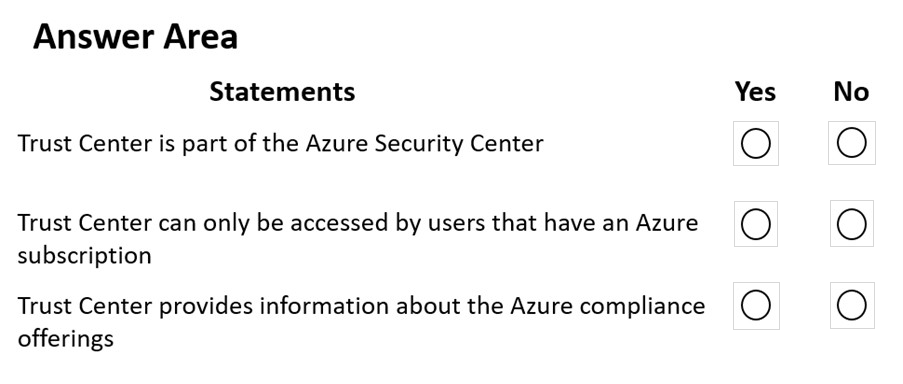 Answer Area
Statements Yes No
Trust Center is part of the Azure Security Center
Trust Center can only be accessed by users that have an Azure
subscription
Trust Center provides information about the Azure compliance
offerings